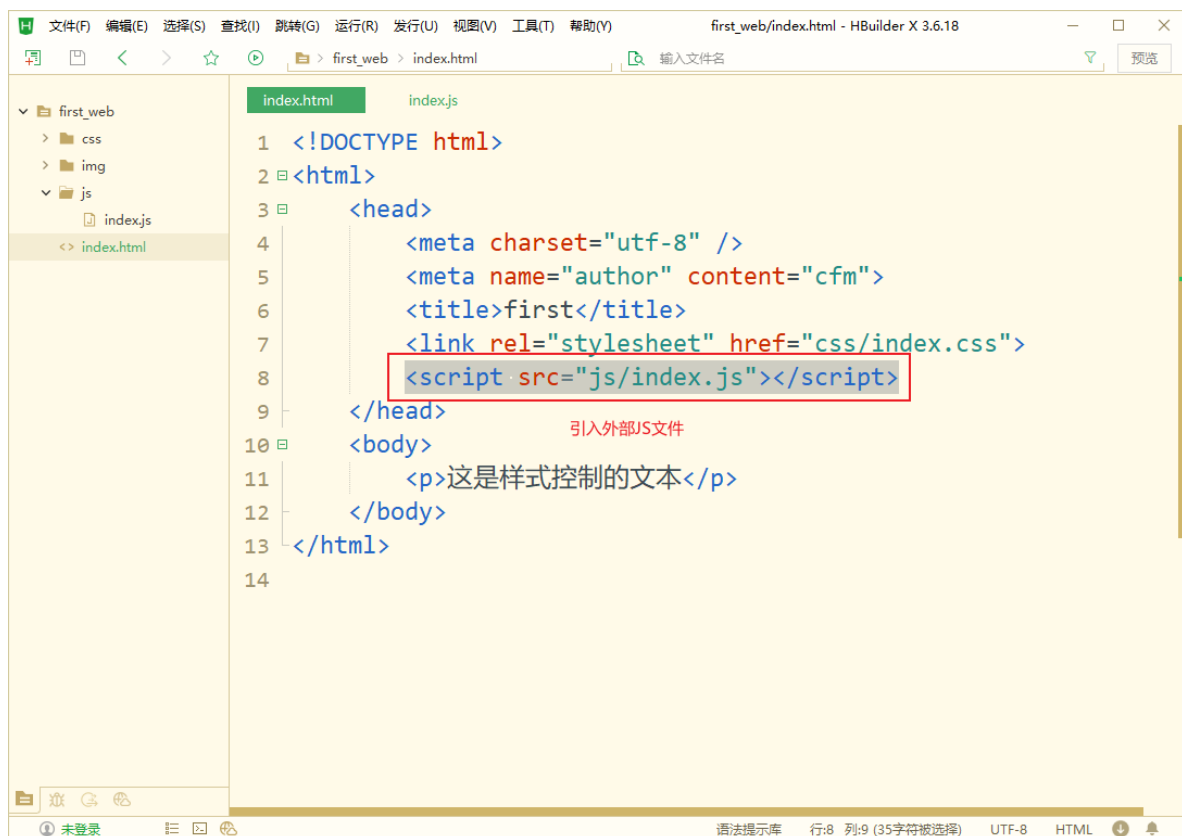 文件(F) 编辑(E) 选择(S) 查找(I) 跳转(G) 运行(R) 发行(U) 视图(V) 工具(T) 帮助(Y) first_web/index.html - HBuilder X 3.6.18
first_web > index.html 输入文件名 预览
first_web
css
img
js
index.js
index.html
index.html index.js
1 <!DOCTYPE html>
2 <html>
3 <head>
4 <meta charset="utf-8" />
5 <meta name="author" content="cfm">
6 <title>first</title>
7 <link rel="stylesheet" href="css/index.css">
8 <script src="js/index.js"></script>
9 </head>
引入外部JS文件
10 <body>
11 <p>这是样式控制的文本</p>
12 </body>
13 </html>
14
未登录 语法提示库 行:8 列:9 (35字符被选择) UTF-8 HTML